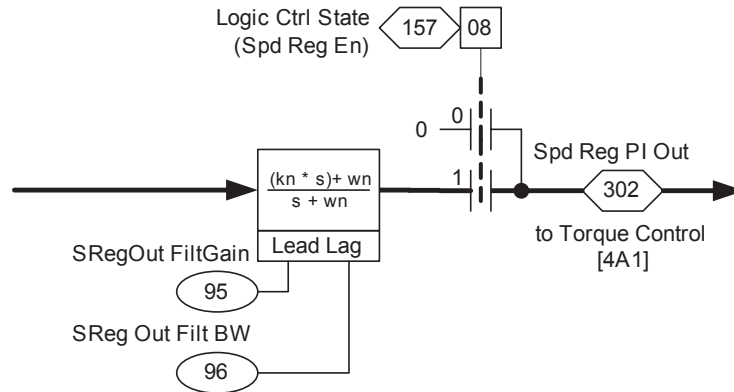 Logic Ctrl State
(Spd Reg En)
157
08
0
0
1
Spd Reg PI Out
(kn * s)+ wn
s + wn
Lead Lag
302
to Torque Control
[4A1]
SRegOut FiltGain
95
SReg Out Filt BW
96